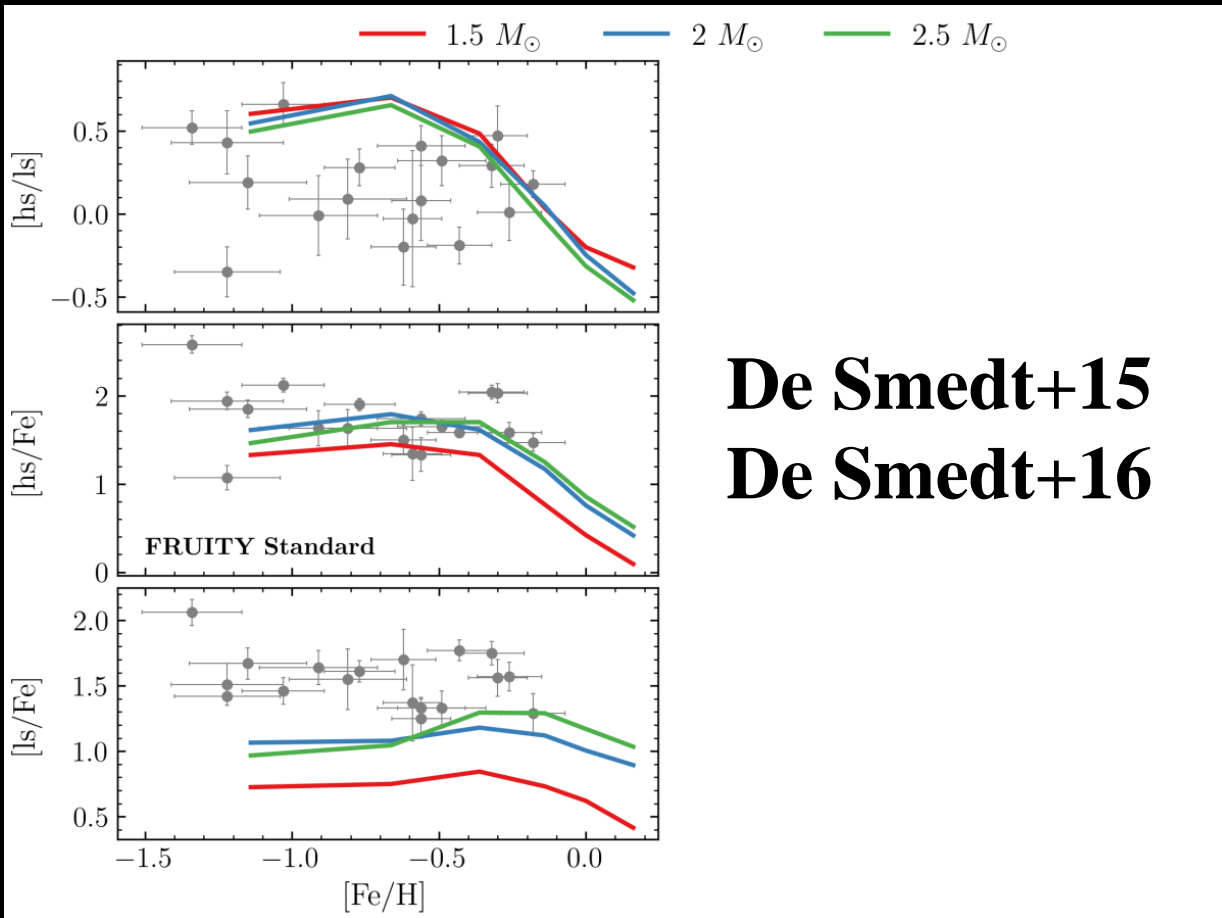 1.5 M⊙ 2 M⊙ 2.5 M⊙
0.5
0.0
−0.5
[hs/ls]
2
1
0
[hs/Fe]
FRUITY Standard
De Smedt+15
De Smedt+16
2.0
1.5
1.0
0.5
[ls/Fe]
−1.5 −1.0 −0.5 0.0
[Fe/H]